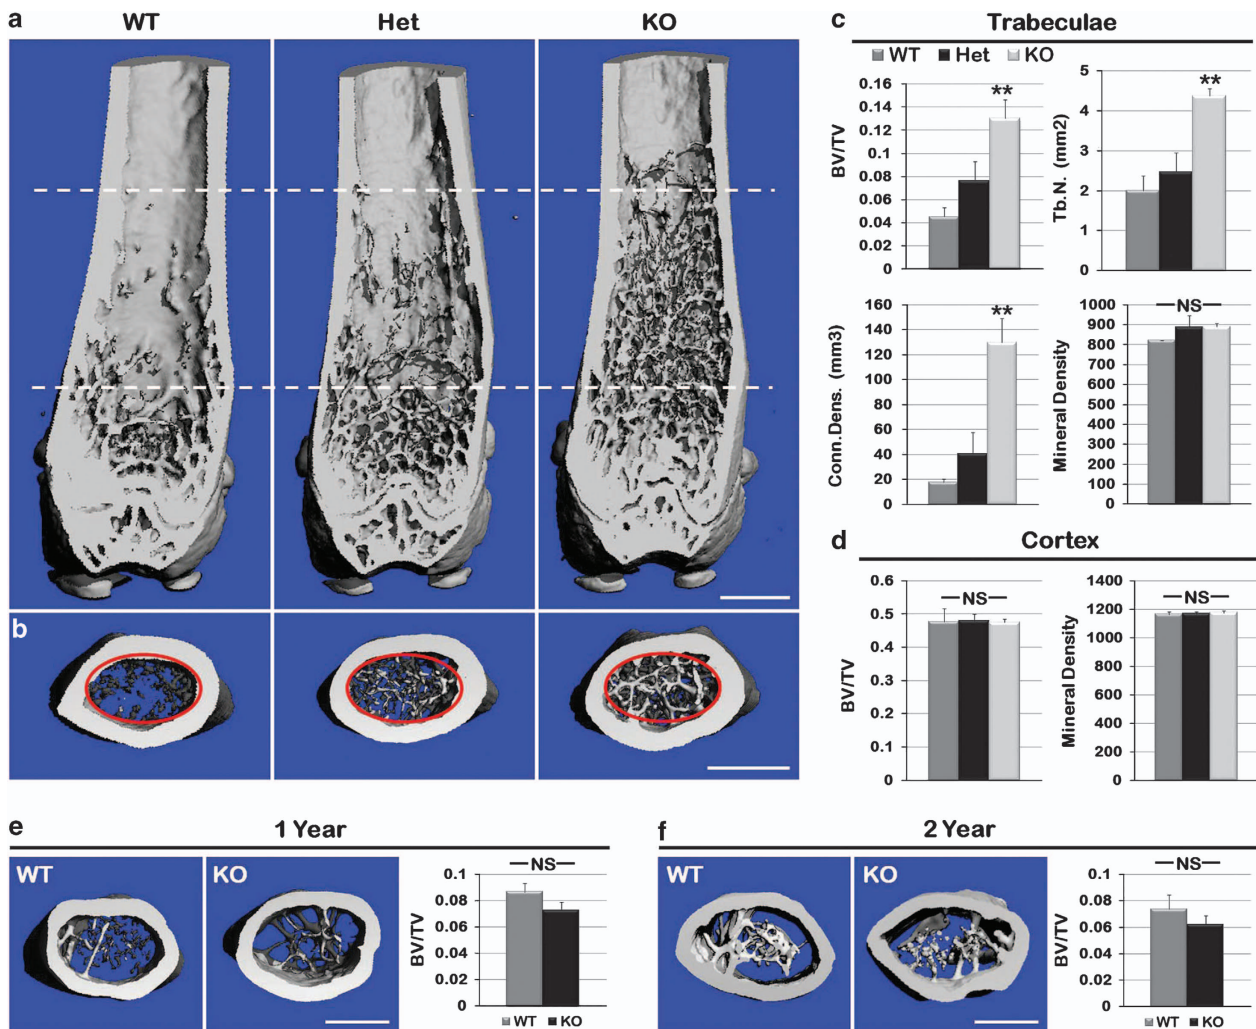 a WT Het KO
b
c Trabeculae
WT Het KO
BV/TV
0.16
0.14
0.12
0.1
0.08
0.06
0.04
0.02
0
**
Tb.N. (mm2)
5
4
3
2
1
0
**
Conn.Dens. (mm3)
160
140
120
100
80
60
40
20
0
**
Mineral Density
1000
900
800
700
600
500
400
300
200
100
0
NS
d Cortex
BV/TV
0.6
0.5
0.4
0.3
0.2
0.1
0
NS
Mineral Density
1400
1200
1000
800
600
400
200
0
NS
e 1 Year
WT KO
BV/TV
0.1
0.08
0.06
0.04
0.02
0
NS
WT KO
f 2 Year
WT KO
BV/TV
0.1
0.08
0.06
0.04
0.02
0
NS
WT KO